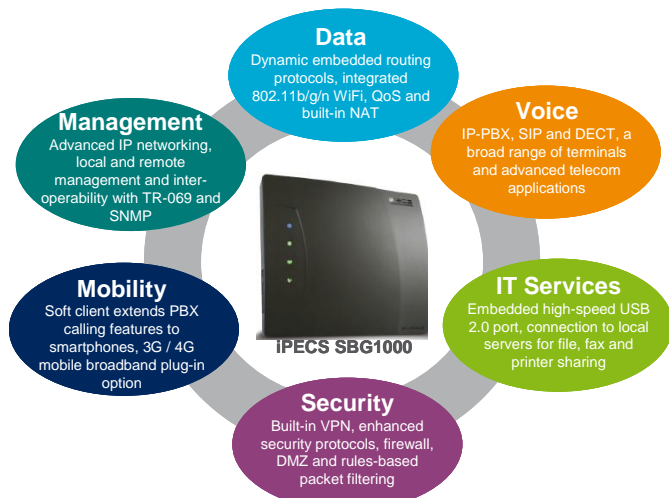 Data
Dynamic embedded routing
protocols, integrated
802.11b/g/n WiFi, QoS and
built-in NAT
Voice
IP-PBX, SIP and DECT, a
broad range of terminals
and advanced telecom
applications
IT Services
Embedded high-speed USB
2.0 port, connection to local
servers for file, fax and
printer sharing
Security
Built-in VPN, enhanced
security protocols, firewall,
DMZ and rules-based
packet filtering
Mobility
Soft client extends PBX
calling features to
smartphones, 3G / 4G
mobile broadband plug-in
option
Management
Advanced IP networking,
local and remote
management and inter-
operability with TR-069 and
SNMP
iPECS SBG1000